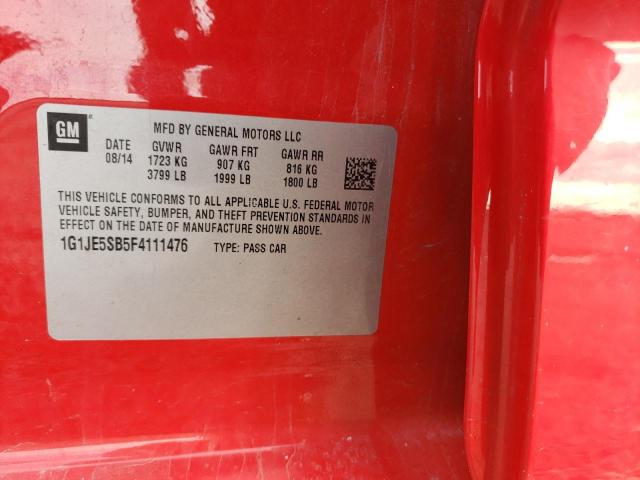 GM
MFD BY GENERAL MOTORS LLC
DATE GVWR GAWR FRT GAWR RR
08/14 1723 KG 907 KG 816 KG
3799 LB 1999 LB 1800 LB
THIS VEHICLE CONFORMS TO ALL APPLICABLE U.S. FEDERAL MOTOR
VEHICLE SAFETY, BUMPER, AND THEFT PREVENTION STANDARDS IN
EFFECT ON THE DATE OF MANUFACTURE SHOWN ABOVE.
1G1JE5SB5F4111476 TYPE: PASS CAR